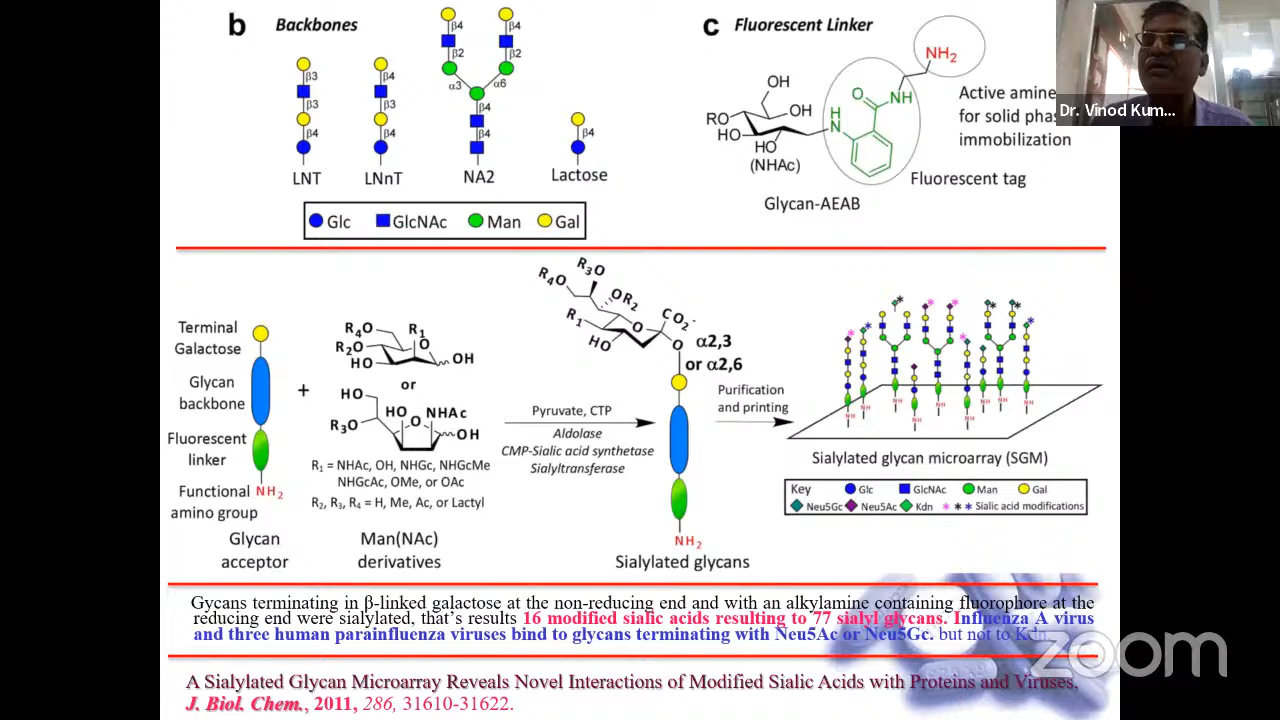 b Backbones
β4 β4
β2 β2
β3 β4 α3 α6
β3 β3 β4
β4 β4 β4 β4
LNT LNnT NA2 Lactose
Glc GlcNAc Man Gal
c Fluorescent Linker
NH2
OH
O
NH
RO OH
HO
HO
(NHAc)
H
N
Glycan-AEAB
Active amine
for solid
immobilization
Fluorescent tag
Dr. Vinod Kum...
Terminal
Galactose
Glycan
backbone
Fluorescent
linker
Functional NH2
amino group
Glycan
acceptor
+
R4O R1
R2O O
HO OH
or
HO
HO NHAc
R3O O OH
R1 = NHAc, OH, NHGc, NHGcMe
NHGcAc, OMe, or OAc
R2, R3, R4 = H, Me, Ac, or Lactyl
Man(NAc)
derivatives
Pyruvate, CTP
Aldolase
CMP-Sialic acid synthetase
Sialyltransferase
R3O
R4O
OR2
R1 O CO2-
HO O
α2,3
or α2,6
NH2
Sialylated glycans
Purification
and printing
* * * * * * *
NH NH NH NH NH NH NH NH
Sialylated glycan microarray (SGM)
Key Glc GlcNAc Man Gal
Neu5Gc Neu5Ac Kdn * * * Sialic acid modifications
Gycans terminating in β-linked galactose at the non-reducing end and with an alkylamine containing fluorophore at the
reducing end were sialylated, that's results 16 modified sialic acids resulting to 77 sialyl glycans. Influenza A virus
and three human parainfluenza viruses bind to glycans terminating with Neu5Ac or Neu5Gc. but not to Kdn.
zoom
A Sialylated Glycan Microarray Reveals Novel Interactions of Modified Sialic Acids with Proteins and Viruses,
J. Biol. Chem., 2011, 286, 31610-31622.